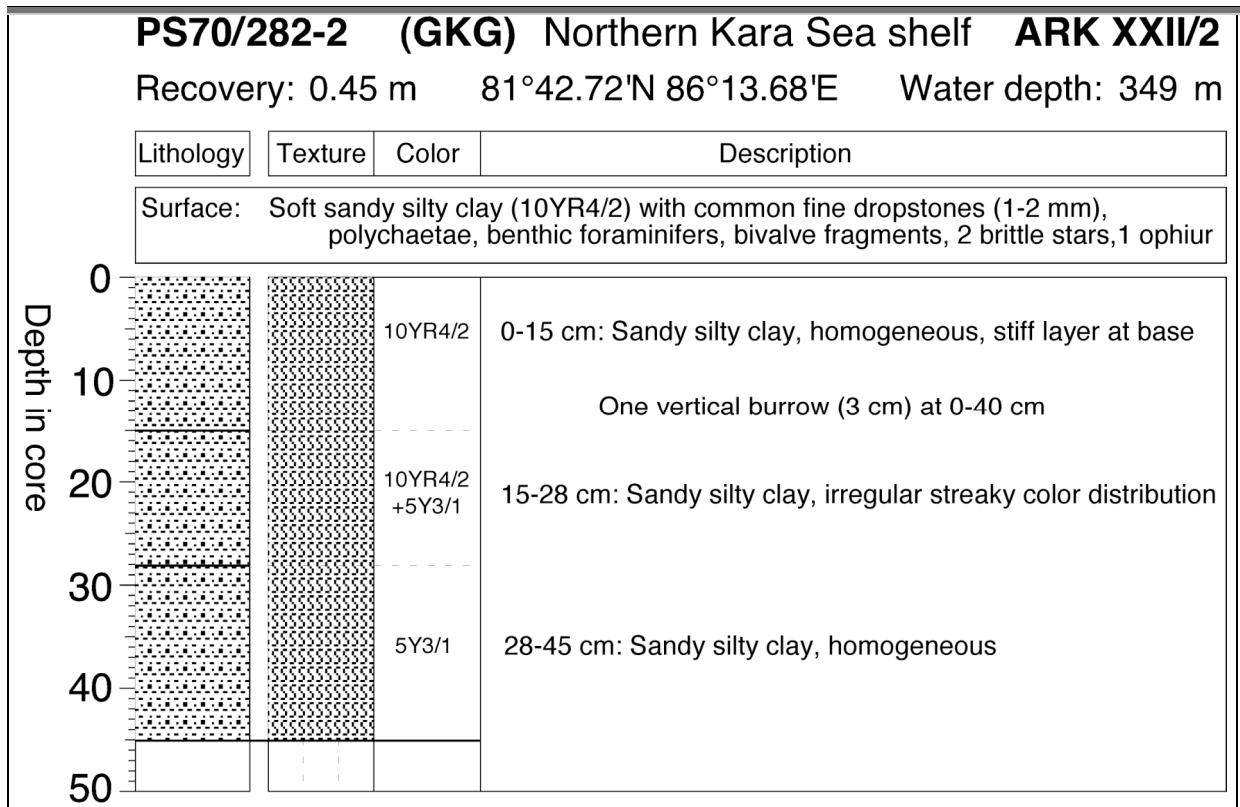 PS70/282-2 (GKG) Northern Kara Sea shelf ARK XXII/2
Recovery: 0.45 m 81°42.72'N 86°13.68'E Water depth: 349 m
Lithology Texture Color Description
Surface: Soft sandy silty clay (10YR4/2) with common fine dropstones (1-2 mm),
polychaetae, benthic foraminifers, bivalve fragments, 2 brittle stars,1 ophiur
Depth in core
0
10YR4/2 0-15 cm: Sandy silty clay, homogeneous, stiff layer at base
10
One vertical burrow (3 cm) at 0-40 cm
20
10YR4/2
+5Y3/1
15-28 cm: Sandy silty clay, irregular streaky color distribution
30
5Y3/1 28-45 cm: Sandy silty clay, homogeneous
40
50